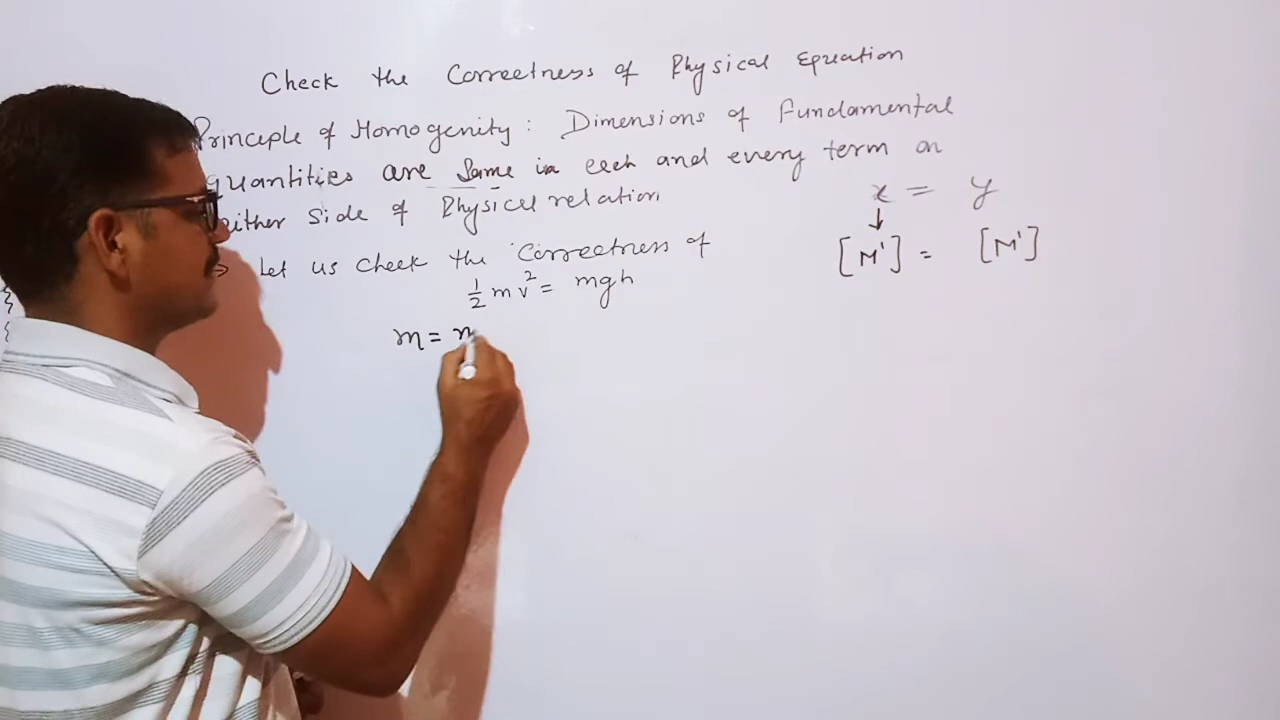 Check the Correctness of Physical Equation
Principle of Homogenity : Dimensions of fundamental
quantities are Same in each and every term on
either side of Physical relation
Let us Check the Correctness of
½ m v² = mgh
m = m
x = y
↓
[M¹] = [M¹]